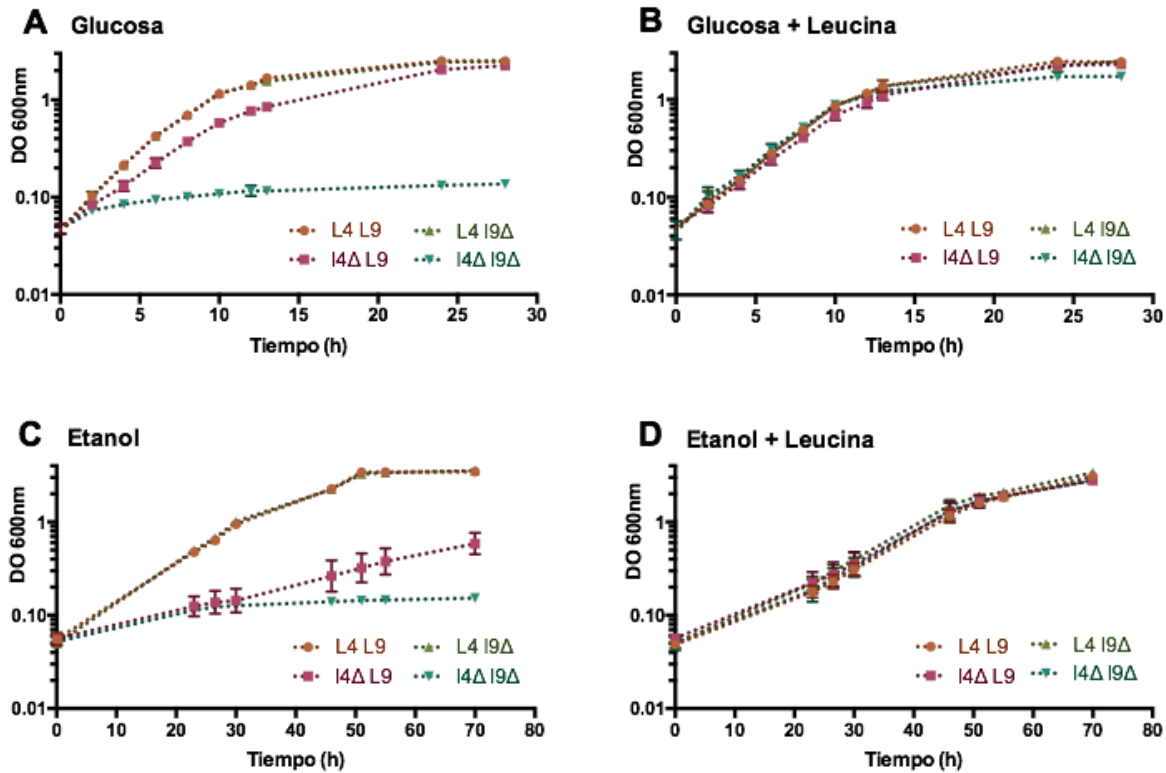 A Glucosa
DO 600nm
1
0.10
0.01
0 5 10 15 20 25 30
Tiempo (h)
L4 L9
L4 l9Δ
l4Δ L9
l4Δ l9Δ
B Glucosa + Leucina
DO 600nm
1
0.10
0.01
0 5 10 15 20 25 30
Tiempo (h)
L4 L9
L4 l9Δ
l4Δ L9
l4Δ l9Δ
C Etanol
DO 600nm
1
0.10
0.01
0 10 20 30 40 50 60 70 80
Tiempo (h)
L4 L9
L4 l9Δ
l4Δ L9
l4Δ l9Δ
D Etanol + Leucina
DO 600nm
1
0.10
0.01
0 10 20 30 40 50 60 70 80
Tiempo (h)
L4 L9
L4 l9Δ
l4Δ L9
l4Δ l9Δ